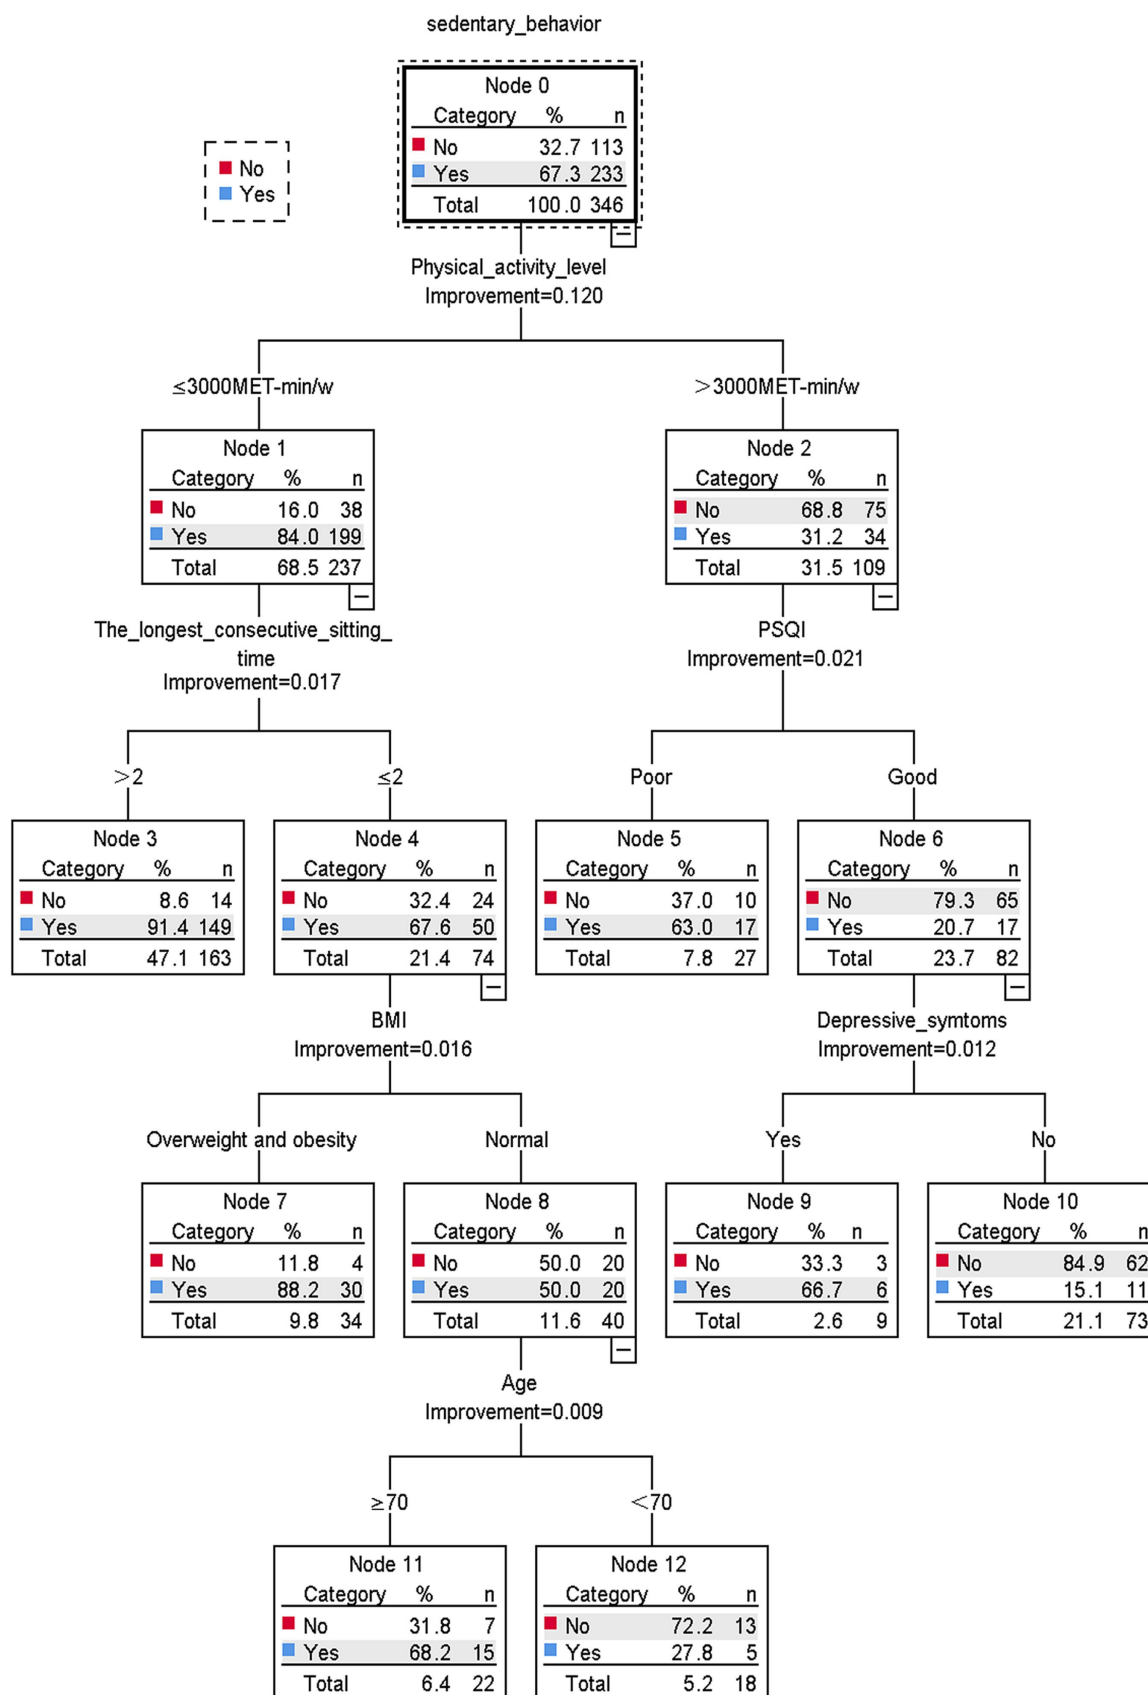 sedentary_behavior
Node 0
Category % n
No 32.7 113
Yes 67.3 233
Total 100.0 346
No
Yes
Physical_activity_level
Improvement=0.120
≤3000MET-min/w
>3000MET-min/w
Node 1
Category % n
No 16.0 38
Yes 84.0 199
Total 68.5 237
Node 2
Category % n
No 68.8 75
Yes 31.2 34
Total 31.5 109
The_longest_consecutive_sitting_
time
Improvement=0.017
PSQI
Improvement=0.021
>2
≤2
Poor
Good
Node 3
Category % n
No 8.6 14
Yes 91.4 149
Total 47.1 163
Node 4
Category % n
No 32.4 24
Yes 67.6 50
Total 21.4 74
Node 5
Category % n
No 37.0 10
Yes 63.0 17
Total 7.8 27
Node 6
Category % n
No 79.3 65
Yes 20.7 17
Total 23.7 82
BMI
Improvement=0.016
Depressive_symtoms
Improvement=0.012
Overweight and obesity
Normal
Yes
No
Node 7
Category % n
No 11.8 4
Yes 88.2 30
Total 9.8 34
Node 8
Category % n
No 50.0 20
Yes 50.0 20
Total 11.6 40
Node 9
Category % n
No 33.3 3
Yes 66.7 6
Total 2.6 9
Node 10
Category % n
No 84.9 62
Yes 15.1 11
Total 21.1 73
Age
Improvement=0.009
≥70
<70
Node 11
Category % n
No 31.8 7
Yes 68.2 15
Total 6.4 22
Node 12
Category % n
No 72.2 13
Yes 27.8 5
Total 5.2 18